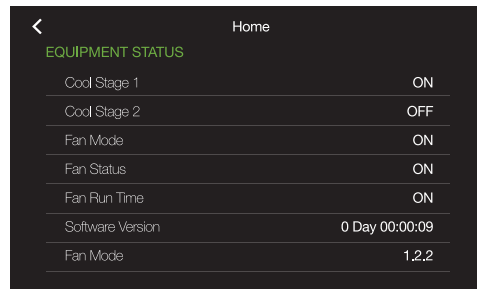 Home
EQUIPMENT STATUS
Cool Stage 1 ON
Cool Stage 2 OFF
Fan Mode ON
Fan Status ON
Fan Run Time ON
Software Version 0 Day 00:00:09
Fan Mode 1.2.2